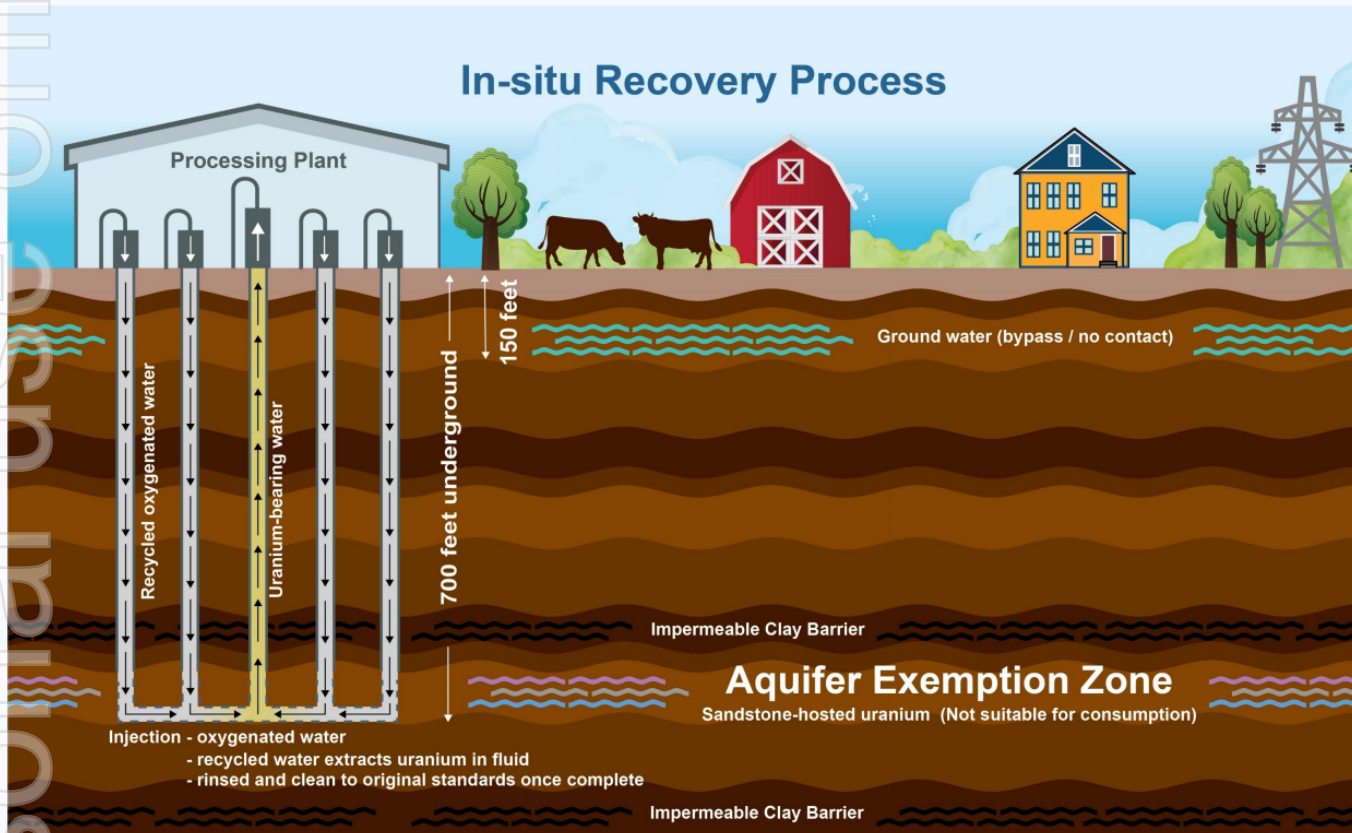 In-situ Recovery Process
Processing Plant
150 feet
Ground water (bypass / no contact)
Recycled oxygenated water
Uranium-bearing water
700 feet underground
Impermeable Clay Barrier
Aquifer Exemption Zone
Sandstone-hosted uranium (Not suitable for consumption)
Injection - oxygenated water
- recycled water extracts uranium in fluid
- rinsed and clean to original standards once complete
Impermeable Clay Barrier
use